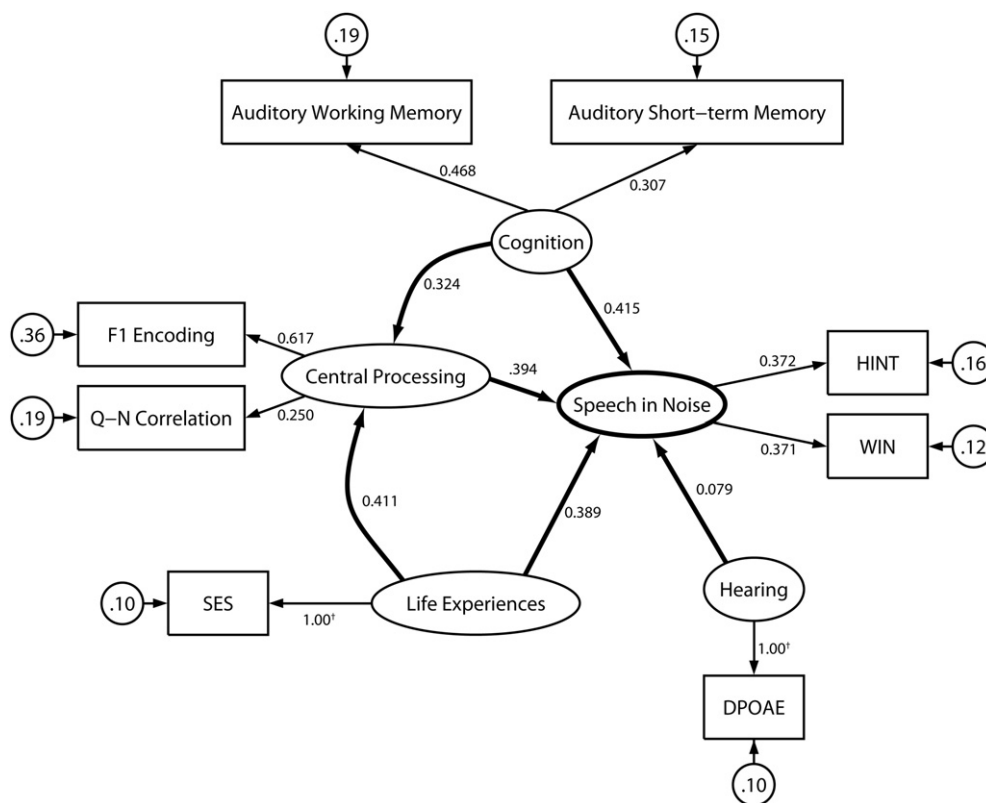 .19
.15
Auditory Working Memory
Auditory Short–term Memory
0.468
0.307
Cognition
0.324
0.415
.36
F1 Encoding
0.617
Central Processing
.394
Speech in Noise
0.372
HINT
.16
.19
Q–N Correlation
0.250
0.371
WIN
.12
0.411
0.389
0.079
.10
SES
1.00†
Life Experiences
Hearing
1.00†
DPOAE
.10